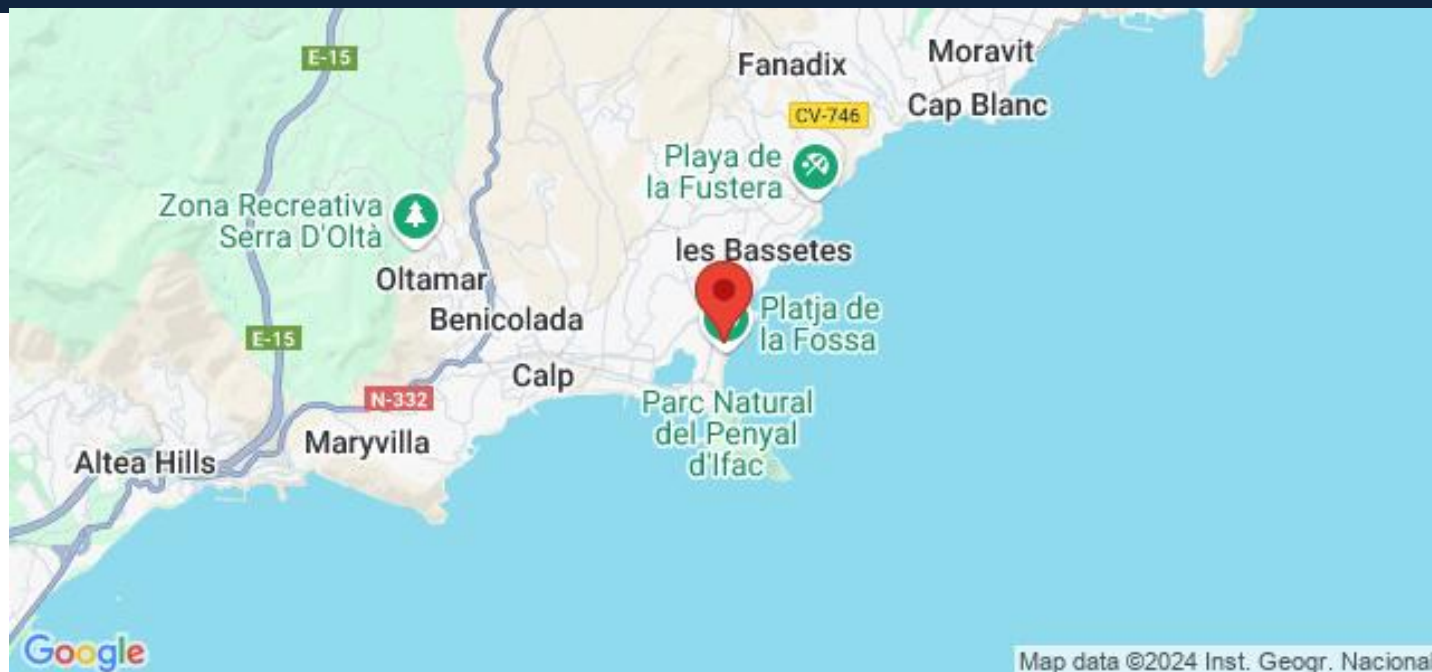 E-15
Fanadix
Moravit
Cap Blanc
CV-746
Playa de
la Fustera
Zona Recreativa
Serra D'Oltà
les Bassetes
Oltamar
Benicolada
Platja de
la Fossa
E-15
Calp
N-332
Parc Natural
del Penyal
d'Ifac
Maryvilla
Altea Hills
Google
Map data ©2024 Inst. Geogr. Nacional